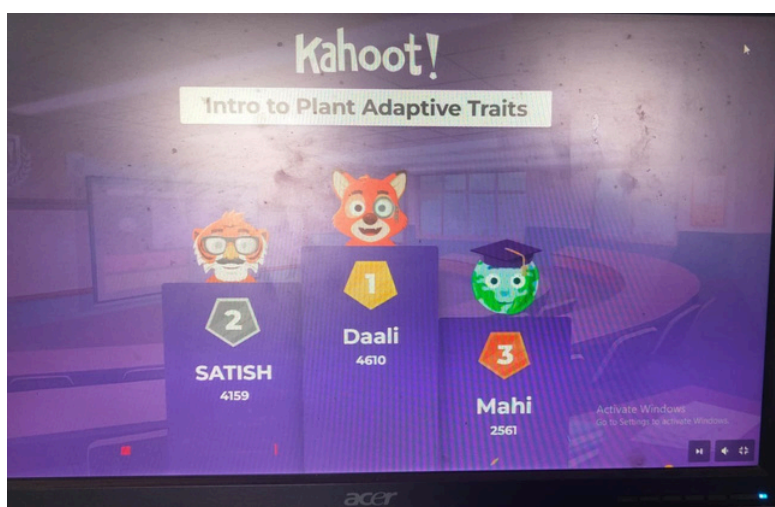 Kahoot!
Intro to Plant Adaptive Traits
1
Daali
4610
2
SATISH
4159
3
Mahi
2561
Activate Windows
Go to Settings to activate Windows.
acer